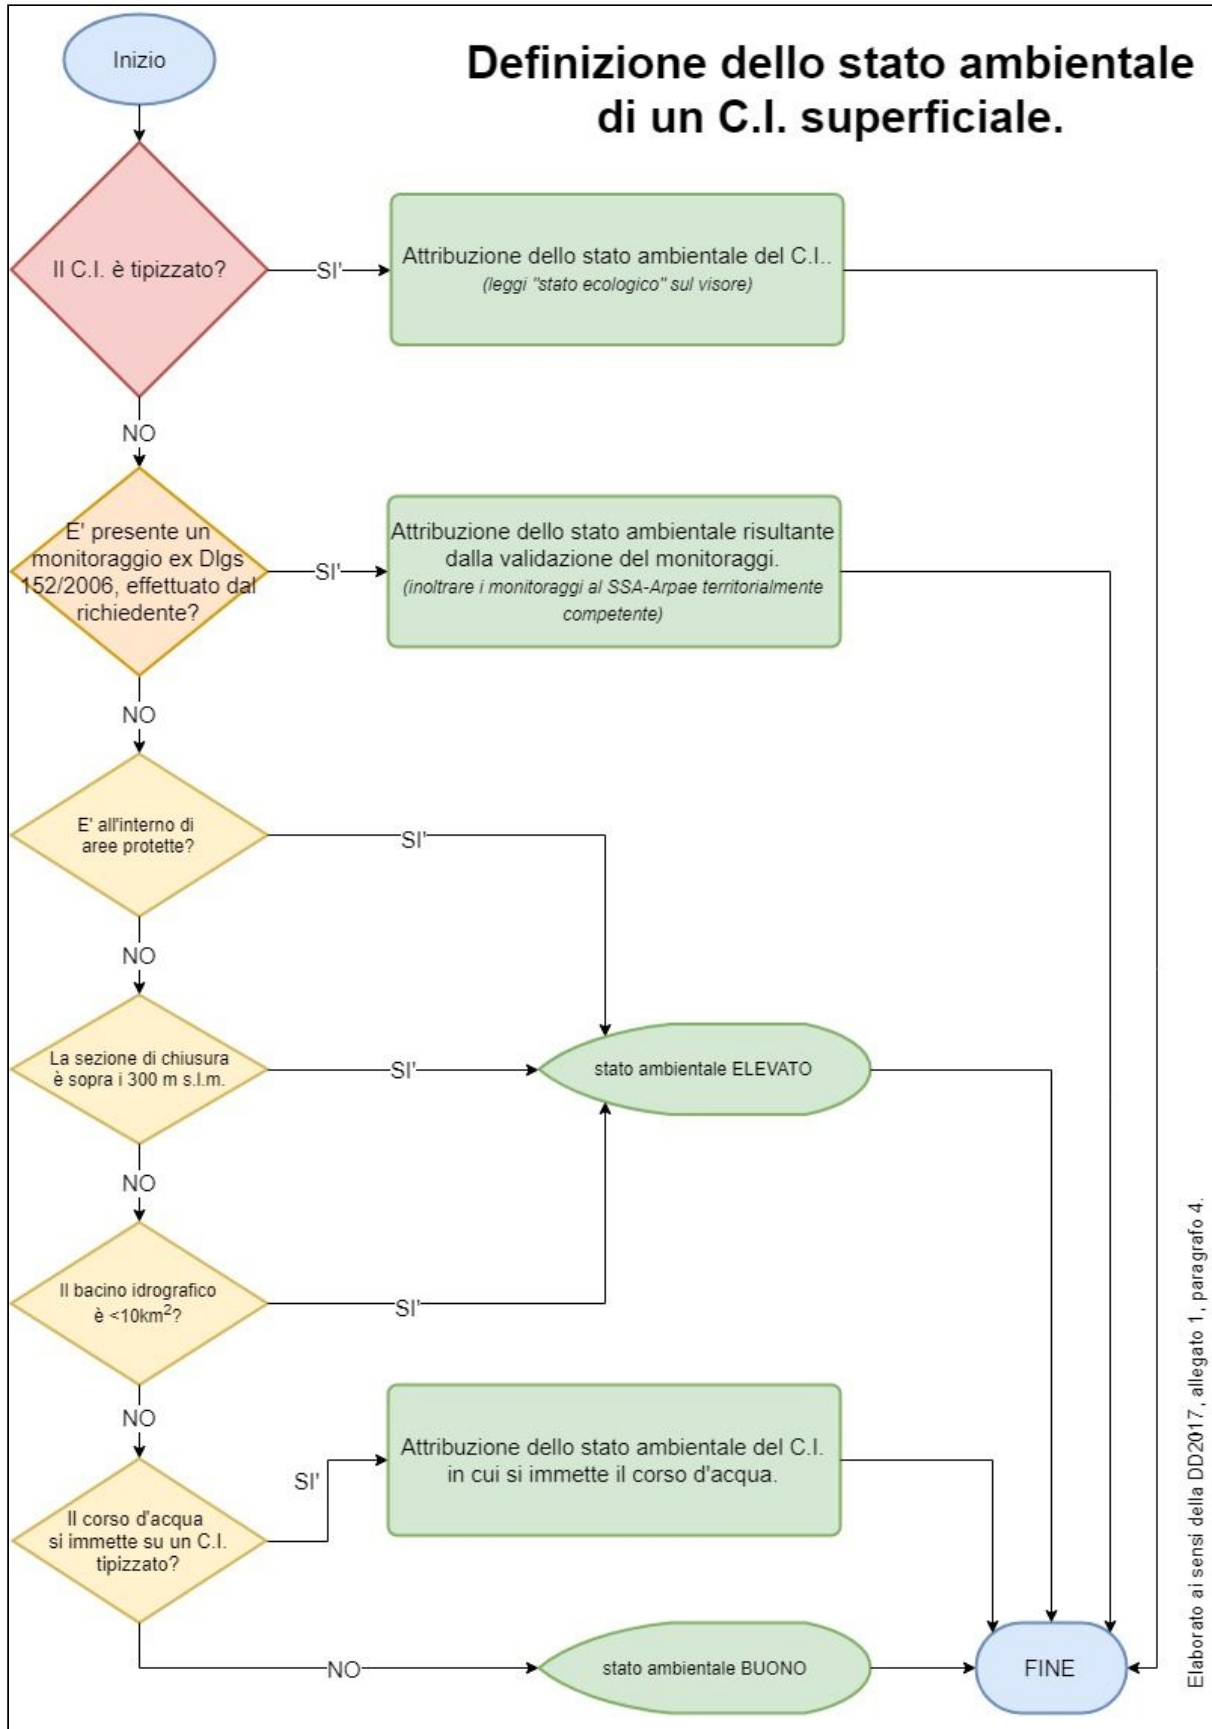 Inizio
Definizione dello stato ambientale
di un C.I. superficiale.
Il C.I. è tipizzato?
SI'
Attribuzione dello stato ambientale del C.I..
(leggi "stato ecologico" sul visore)
NO
E' presente un
monitoraggio ex Dlgs
152/2006, effettuato dal
richiedente?
SI'
Attribuzione dello stato ambientale risultante
dalla validazione del monitoraggi.
(inoltrare i monitoraggi al SSA-Arpae territorialmente
competente)
NO
E' all'interno di
aree protette?
SI'
NO
La sezione di chiusura
è sopra i 300 m s.l.m.
SI'
stato ambientale ELEVATO
NO
Il bacino idrografico
è <10km²?
SI'
NO
Il corso d'acqua
si immette su un C.I.
tipizzato?
SI'
Attribuzione dello stato ambientale del C.I.
in cui si immette il corso d'acqua.
NO
stato ambientale BUONO
FINE
Elaborato ai sensi della DD2017, allegato 1, paragrafo 4.